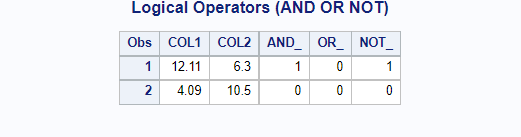 Logical Operators (AND OR NOT)
Obs COL1 COL2 AND_ OR_ NOT_
1 12.11 6.3 1 0 1
2 4.09 10.5 0 0 0